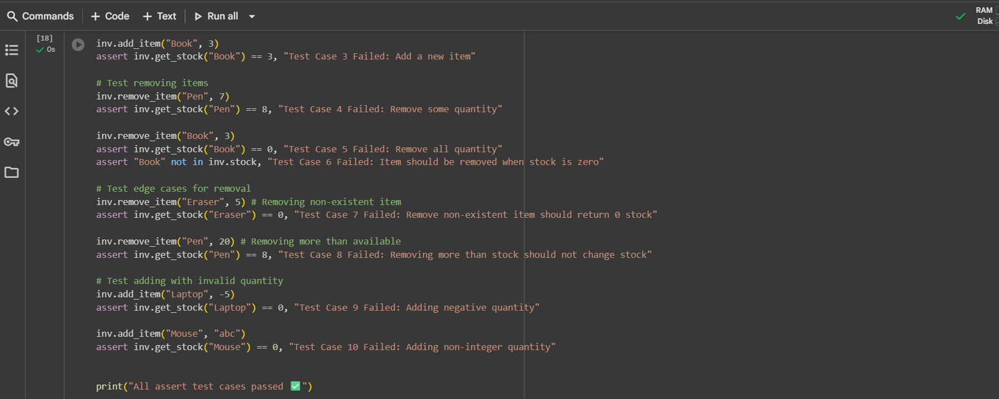 Commands + Code + Text Run all
RAM
Disk
[18]
0s
inv.add_item("Book", 3)
assert inv.get_stock("Book") == 3, "Test Case 3 Failed: Add a new item"
# Test removing items
inv.remove_item("Pen", 7)
assert inv.get_stock("Pen") == 8, "Test Case 4 Failed: Remove some quantity"
inv.remove_item("Book", 3)
assert inv.get_stock("Book") == 0, "Test Case 5 Failed: Remove all quantity"
assert "Book" not in inv.stock, "Test Case 6 Failed: Item should be removed when stock is zero"
# Test edge cases for removal
inv.remove_item("Eraser", 5) # Removing non-existent item
assert inv.get_stock("Eraser") == 0, "Test Case 7 Failed: Remove non-existent item should return 0 stock"
inv.remove_item("Pen", 20) # Removing more than available
assert inv.get_stock("Pen") == 8, "Test Case 8 Failed: Removing more than stock should not change stock"
# Test adding with invalid quantity
inv.add_item("Laptop", -5)
assert inv.get_stock("Laptop") == 0, "Test Case 9 Failed: Adding negative quantity"
inv.add_item("Mouse", "abc")
assert inv.get_stock("Mouse") == 0, "Test Case 10 Failed: Adding non-integer quantity"
print("All assert test cases passed ✅")